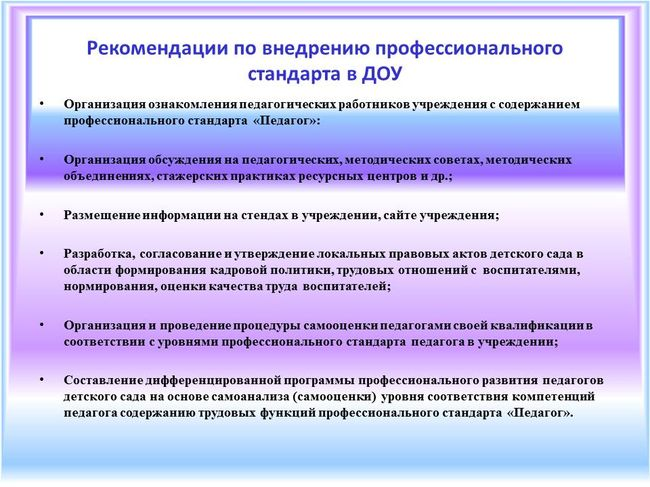 Рекомендации по внедрению профессионального
стандарта в ДОУ
• Организация ознакомления педагогических работников учреждения с содержанием
профессионального стандарта «Педагог»:
• Организация обсуждения на педагогических, методических советах, методических
объединениях, стажерских практиках ресурсных центров и др.;
• Размещение информации на стендах в учреждении, сайте учреждения;
• Разработка, согласование и утверждение локальных правовых актов детского сада в
области формирования кадровой политики, трудовых отношений с воспитателями,
нормирования, оценки качества труда воспитателей;
• Организация и проведение процедуры самооценки педагогами своей квалификации в
соответствии с уровнями профессионального стандарта педагога в учреждении;
• Составление дифференцированной программы профессионального развития педагогов
детского сада на основе самоанализа (самооценки) уровня соответствия компетенций
педагога содержанию трудовых функций профессионального стандарта «Педагог».